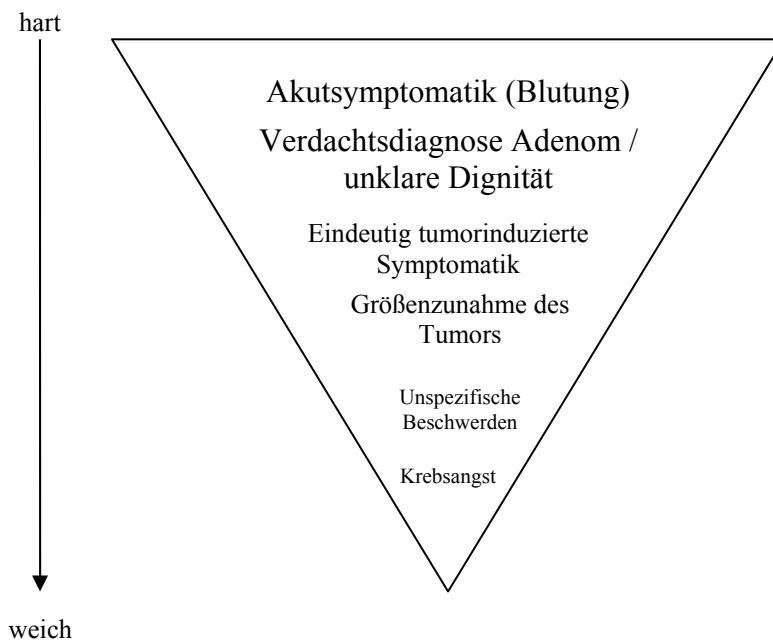 hart
Akutsymptomatik (Blutung)
Verdachtsdiagnose Adenom /
unklare Dignität
Eindeutig tumorinduzierte
Symptomatik
Größenzunahme des
Tumors
Unspezifische
Beschwerden
Krebsangst
weich